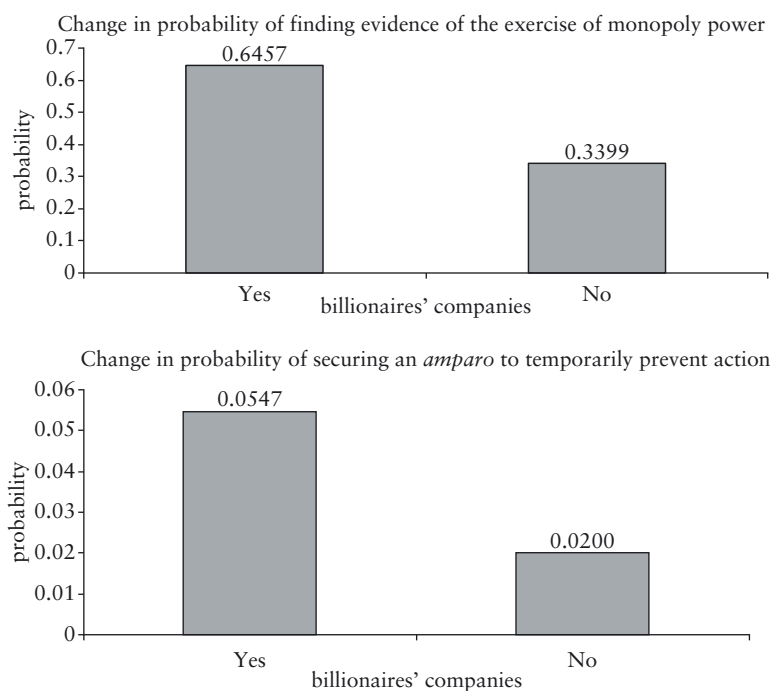 Change in probability of finding evidence of the exercise of monopoly power
0.7
0.6
0.5
0.4
0.3
0.2
0.1
0
probability
0.6457
0.3399
Yes
No
billionaires’ companies
Change in probability of securing an amparo to temporarily prevent action
0.06
0.05
0.04
0.03
0.02
0.01
0
probability
0.0547
0.0200
Yes
No
billionaires’ companies